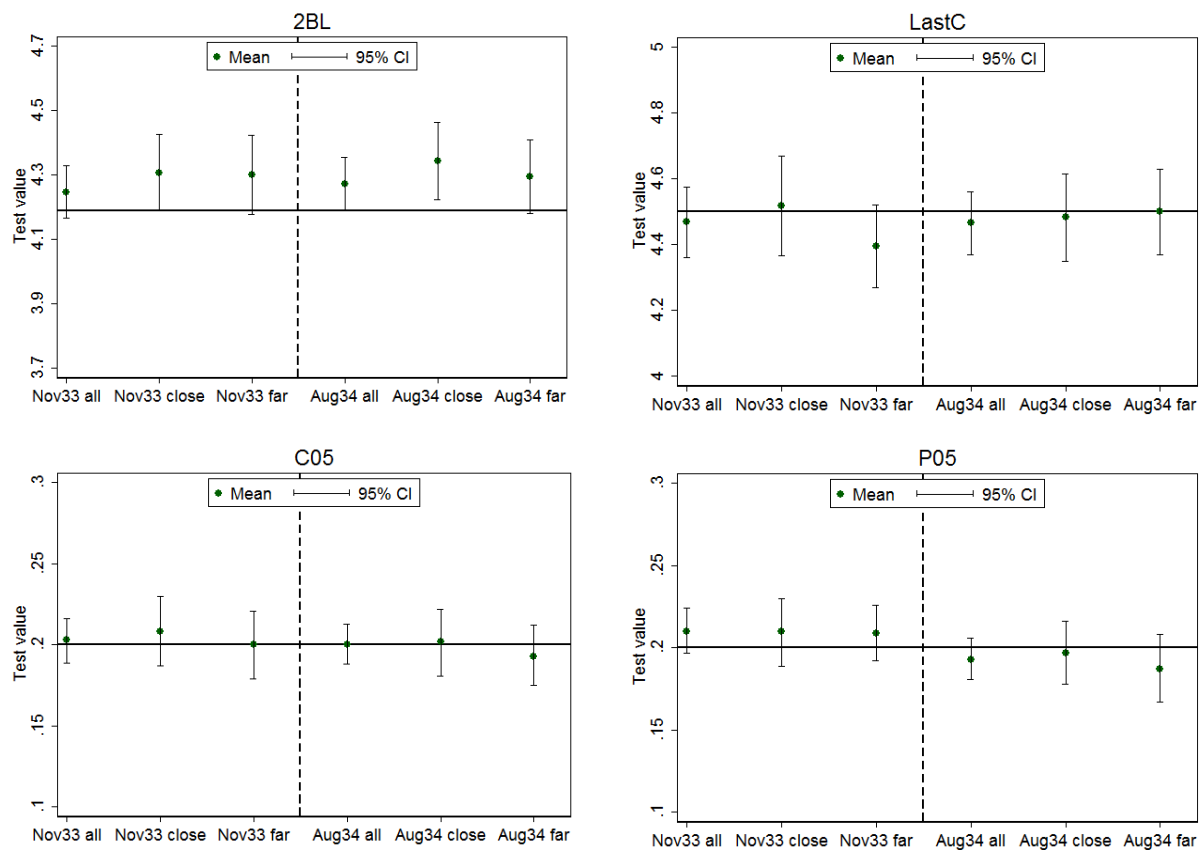 2BL
Mean 95% CI
4.7
4.5
4.3
4.1
3.9
3.7
Test value
Nov33 all Nov33 close Nov33 far Aug34 all Aug34 close Aug34 far
LastC
Mean 95% CI
5
4.8
4.6
4.4
4.2
4
Test value
Nov33 all Nov33 close Nov33 far Aug34 all Aug34 close Aug34 far
C05
Mean 95% CI
.3
.25
.2
.15
.1
Test value
Nov33 all Nov33 close Nov33 far Aug34 all Aug34 close Aug34 far
P05
Mean 95% CI
.3
.25
.2
.15
.1
Test value
Nov33 all Nov33 close Nov33 far Aug34 all Aug34 close Aug34 far